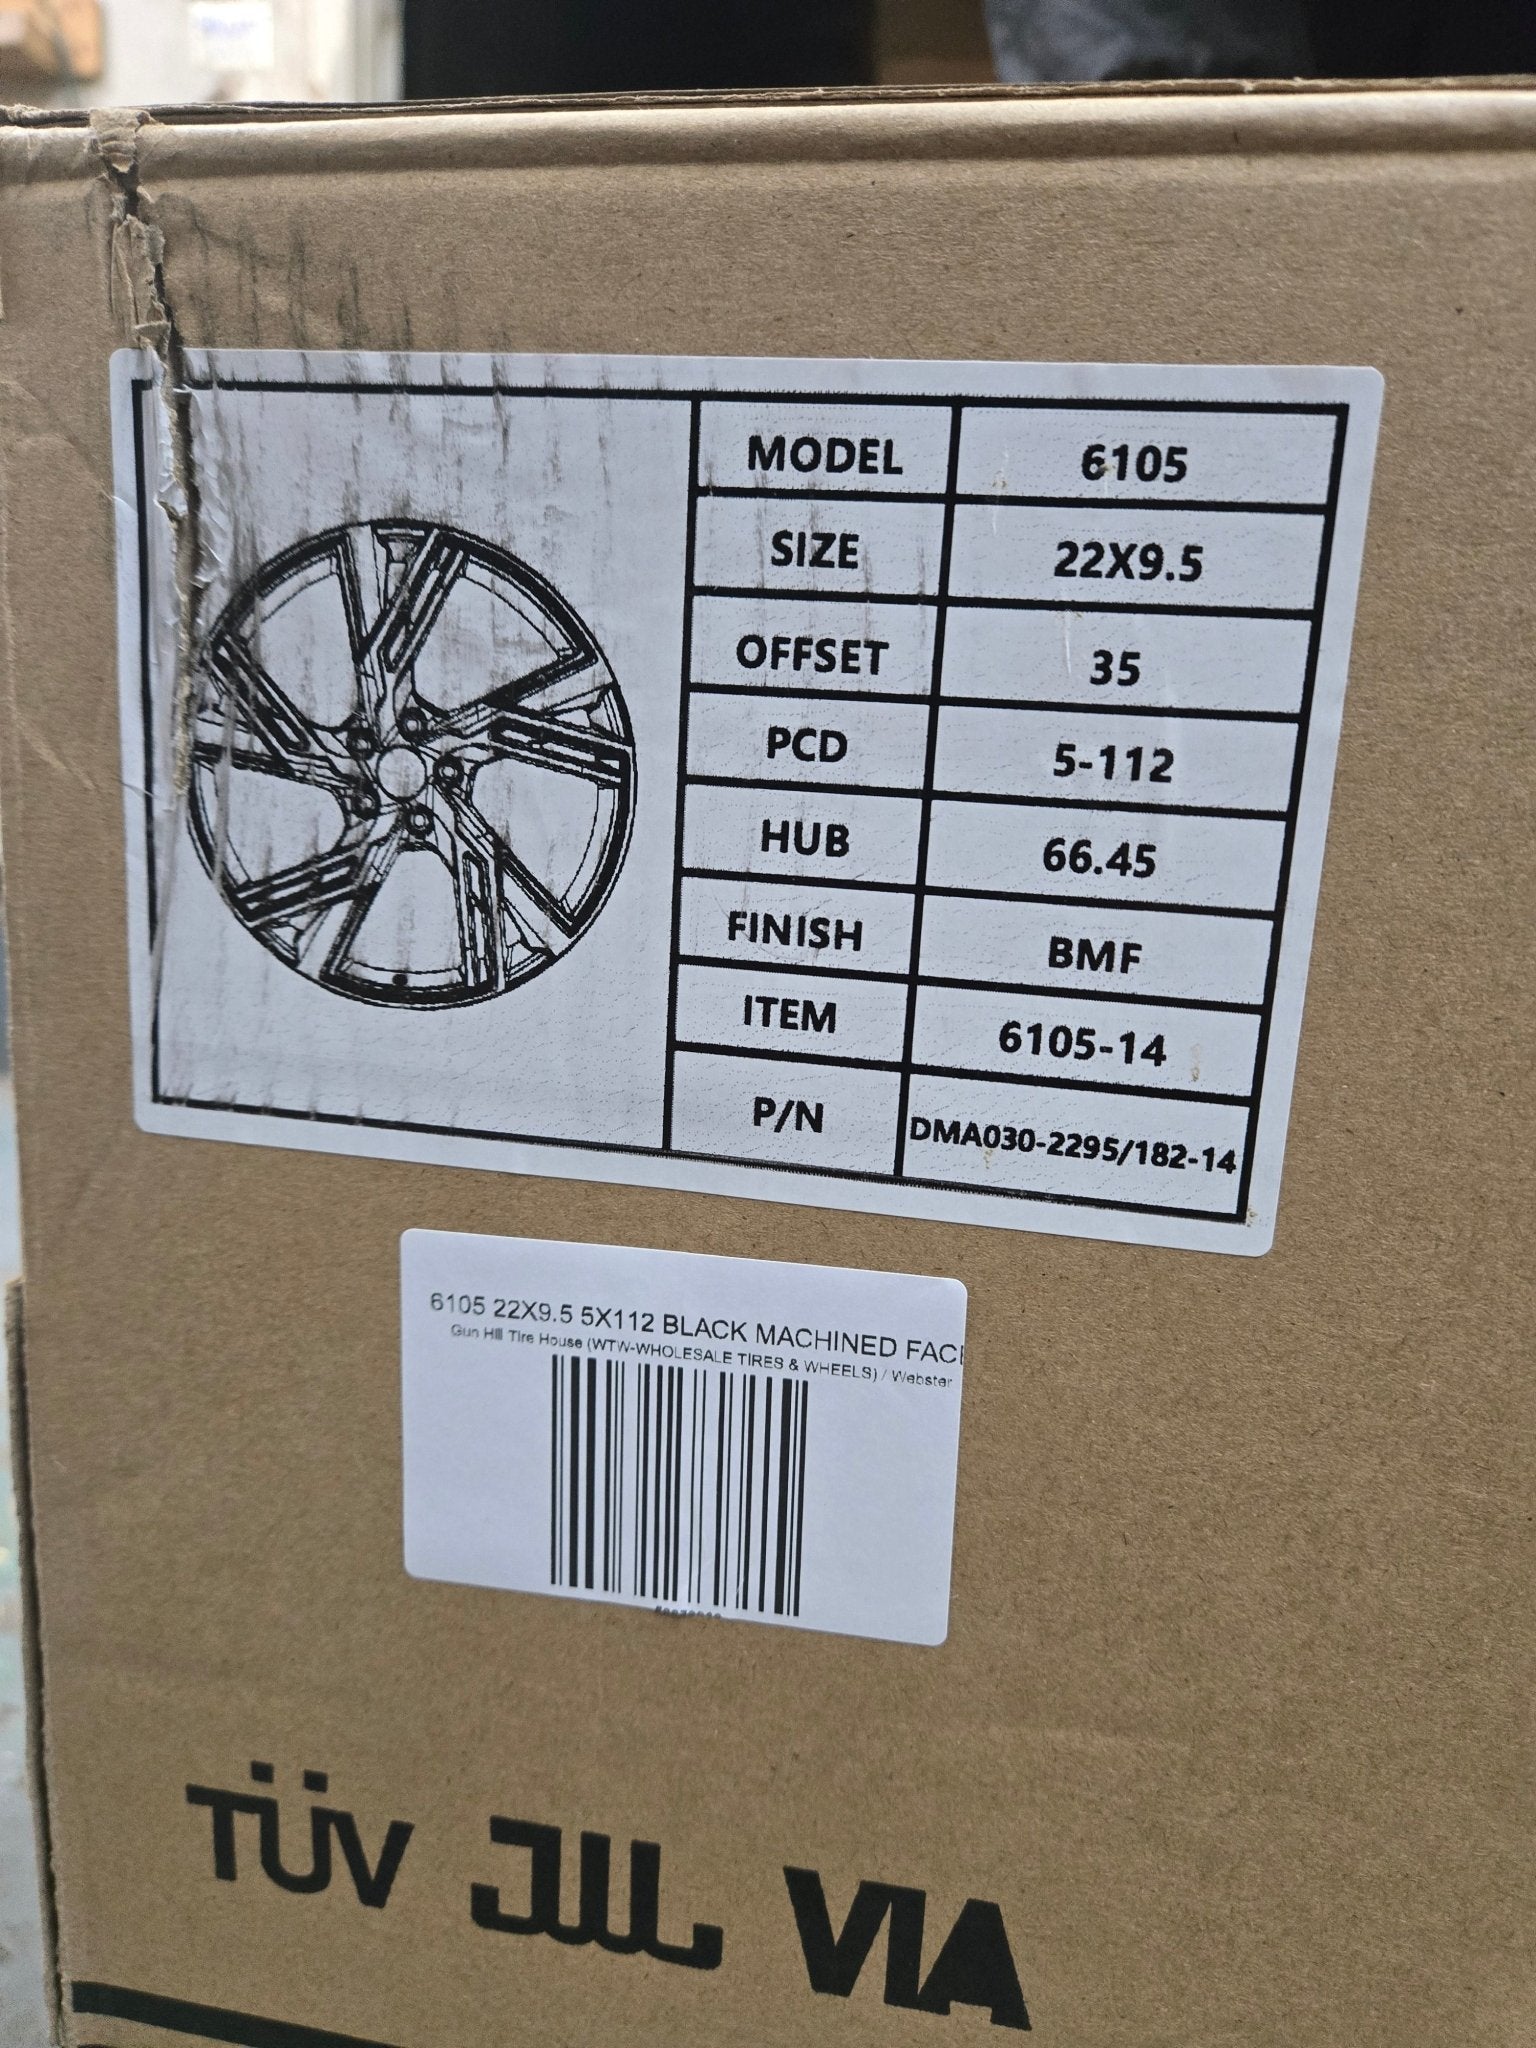 MODEL 6105
SIZE 22X9.5
OFFSET 35
PCD 5-112
HUB 66.45
FINISH BMF
ITEM 6105-14
P/N DMA030-2295/182-14
6105 22X9.5 5X112 BLACK MACHINED FAC
Gun Hill Tire House (WTW-WHOLESALE TIRES & WHEELS) / Webster
TÜV JWL VIA